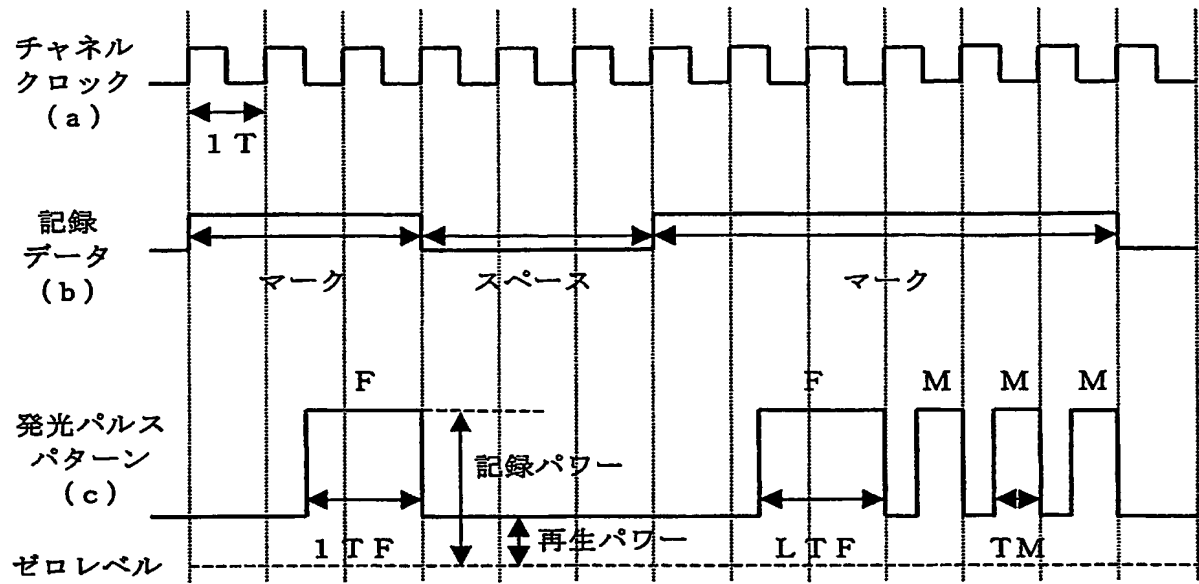 チャネル
クロック
(a)
1T
記録
データ
(b)
マーク
スペース
マーク
F
F
M
M
M
発光パルス
パターン
(c)
記録パワー
1TF
再生パワー
LTF
TM
ゼロレベル